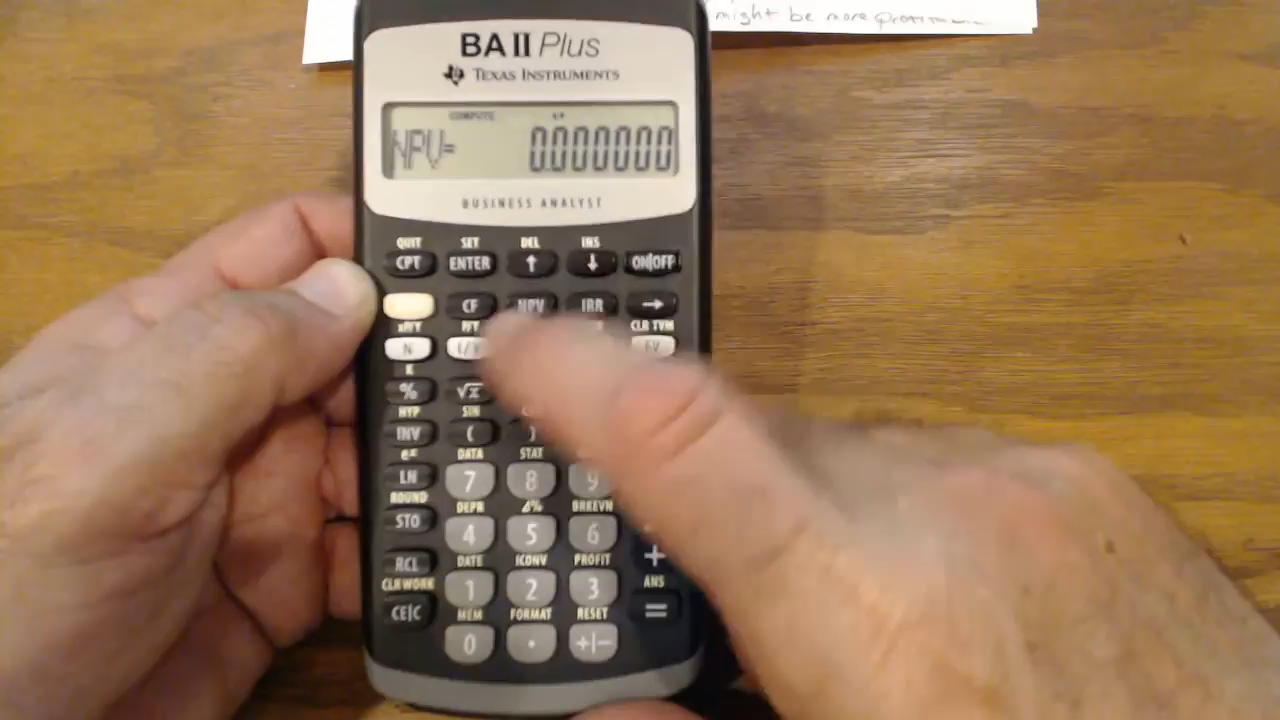 might be more
BA II Plus
TEXAS INSTRUMENTS
COMPUTE
NPV= 0.000000
BUSINESS ANALYST
QUIT SET DEL INS
CPT ENTER ↑ ↓ ON|OFF
CF NPV IRR →
xP/Y P/Y CLR TVM
N I/Y FV
K
% √x
HYP SIN
INV ( )
eˣ DATA STAT
LN 7 8 9
ROUND DEPR Δ% BRKEVN
STO 4 5 6 +
DATE ICONV PROFIT ANS
RCL 1 2 3 =
CLR WORK MEM FORMAT RESET
CE|C 0 . +|−